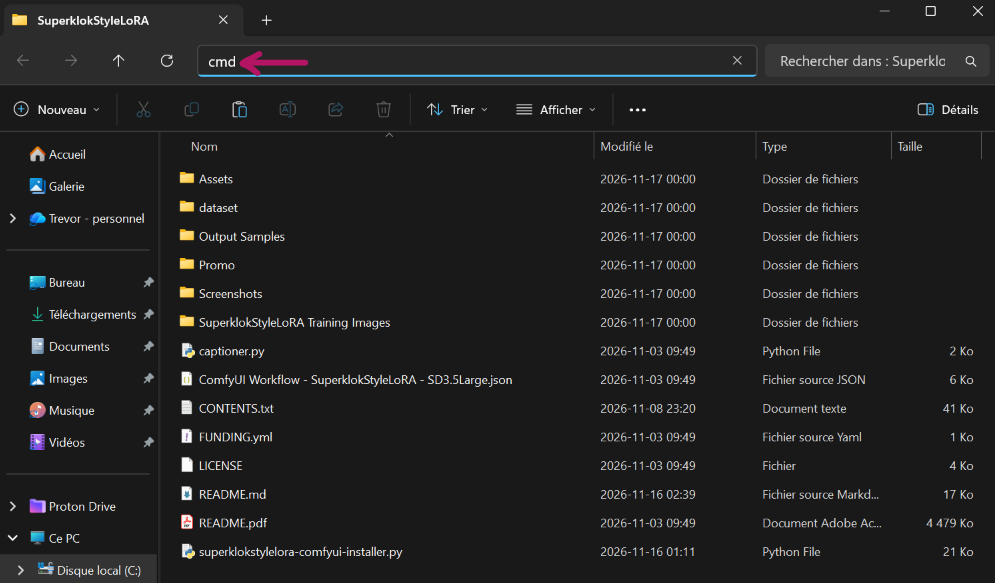 SuperklokStyleLoRA
cmd
Rechercher dans : Superklo
Nouveau
Trier
Afficher
Détails
Accueil
Galerie
Trevor - personnel
Bureau
Téléchargements
Documents
Images
Musique
Vidéos
Proton Drive
Ce PC
Disque local (C:)
Nom Modifié le Type Taille
Assets 2026-11-17 00:00 Dossier de fichiers
dataset 2026-11-17 00:00 Dossier de fichiers
Output Samples 2026-11-17 00:00 Dossier de fichiers
Promo 2026-11-17 00:00 Dossier de fichiers
Screenshots 2026-11-17 00:00 Dossier de fichiers
SuperklokStyleLoRA Training Images 2026-11-17 00:00 Dossier de fichiers
captioner.py 2026-11-03 09:49 Python File 2 Ko
ComfyUI Workflow - SuperklokStyleLoRA - SD3.5Large.json 2026-11-03 09:49 Fichier source JSON 6 Ko
CONTENTS.txt 2026-11-08 23:20 Document texte 41 Ko
FUNDING.yml 2026-11-03 09:49 Fichier source Yaml 1 Ko
LICENSE 2026-11-03 09:49 Fichier 4 Ko
README.md 2026-11-16 02:39 Fichier source Markd... 17 Ko
README.pdf 2026-11-03 09:49 Document Adobe Ac... 4 479 Ko
superklokstylelora-comfyui-installer.py 2026-11-16 01:11 Python File 21 Ko